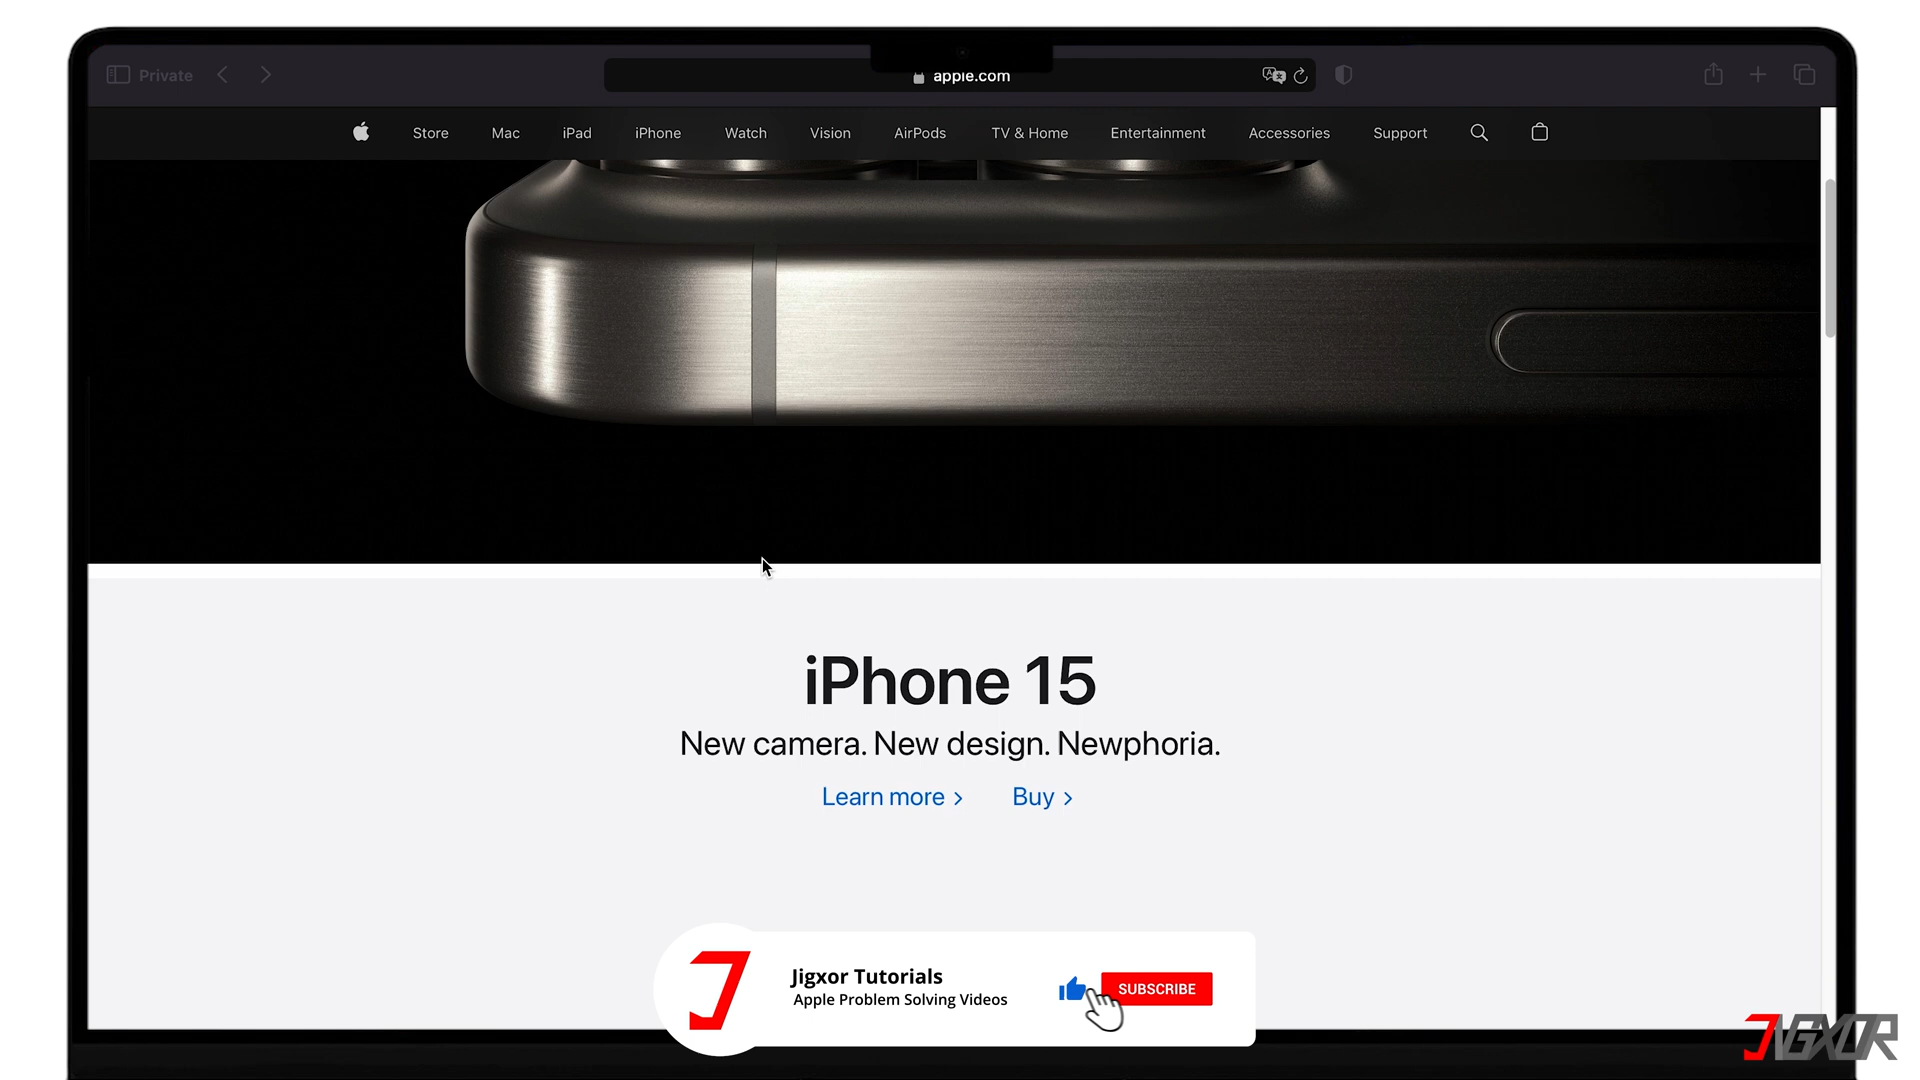 Private
apple.com
Store Mac iPad iPhone Watch Vision AirPods TV & Home Entertainment Accessories Support
iPhone 15
New camera. New design. Newphoria.
Learn more > Buy >
Jigxor Tutorials
Apple Problem Solving Videos
SUBSCRIBE
JIGXOR